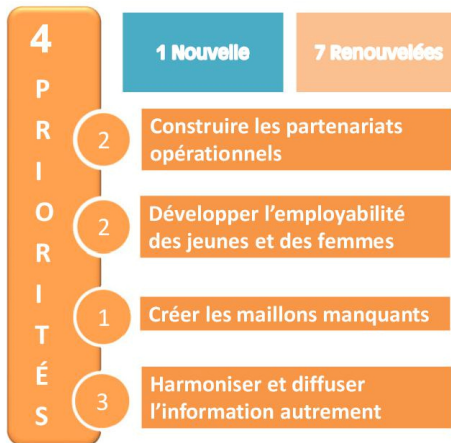 4
PRIORITÉS
1 Nouvelle
7 Renouvelées
2
Construire les partenariats
opérationnels
2
Développer l’employabilité
des jeunes et des femmes
1
Créer les maillons manquants
3
Harmoniser et diffuser
l’information autrement